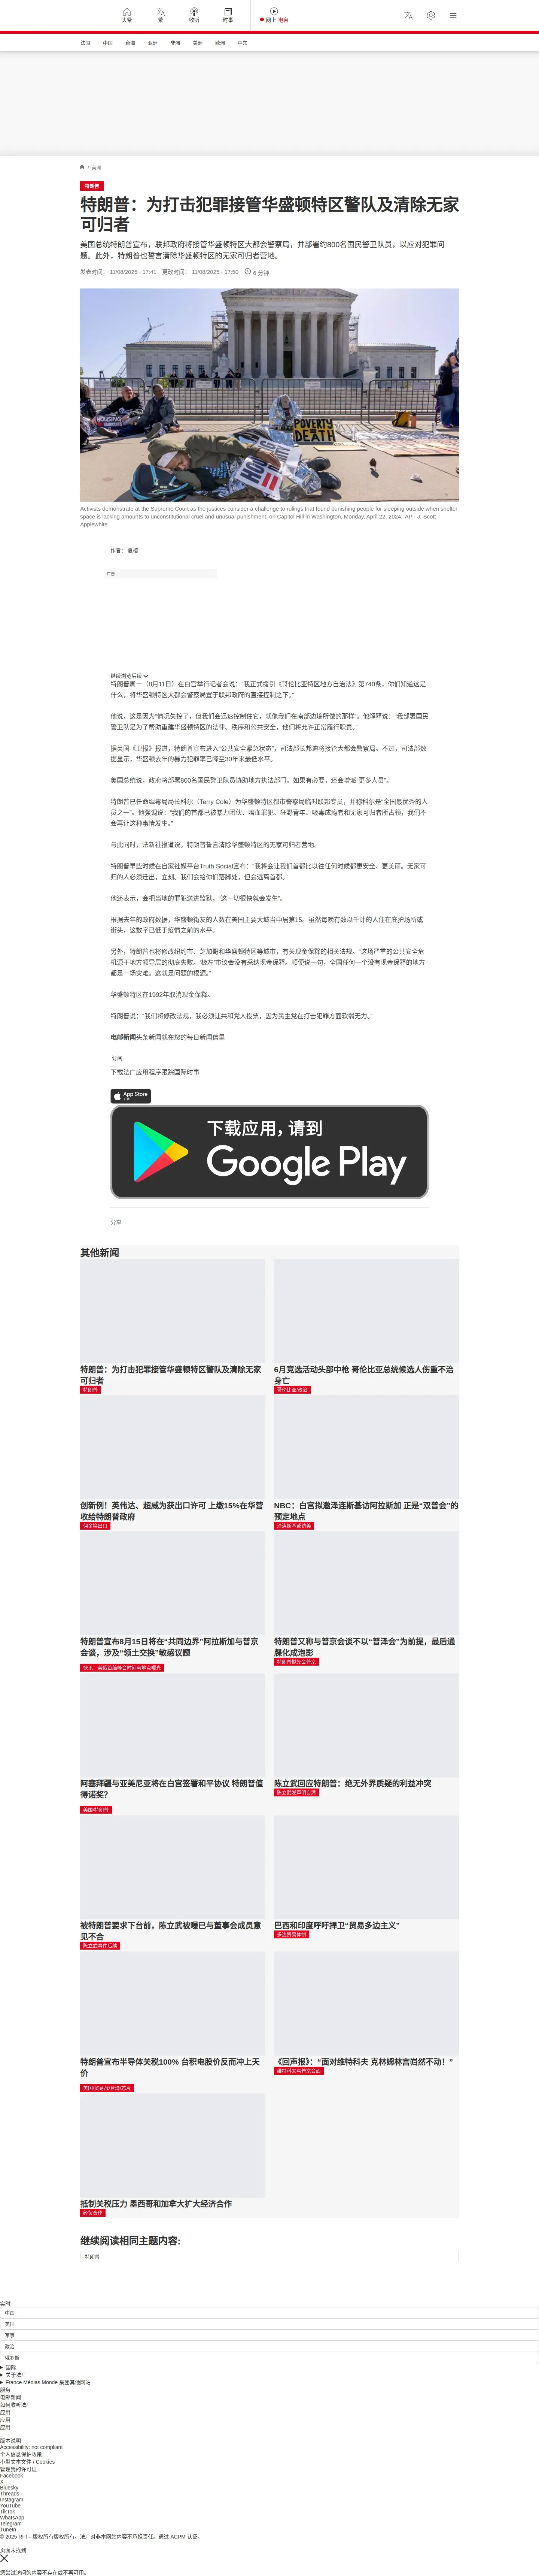 头条
繁
收听
时事
网上 电台
法国
中国
台海
亚洲
非洲
美洲
欧洲
中东
/ 美洲
特朗普
特朗普：为打击犯罪接管华盛顿特区警队及清除无家
可归者
美国总统特朗普宣布，联邦政府将接管华盛顿特区大都会警察局，并部署约800名国民警卫队员，以应对犯罪问
题。此外，特朗普也誓言清除华盛顿特区的无家可归者营地。
发表时间： 11/08/2025 - 17:41 更改时间： 11/08/2025 - 17:50 6 分钟
POVERTY
DEATH
Activists demonstrate at the Supreme Court as the justices consider a challenge to rulings that found punishing people for sleeping outside when shelter
space is lacking amounts to unconstitutional cruel and unusual punishment, on Capitol Hill in Washington, Monday, April 22, 2024. AP - J. Scott
Applewhite
作者： 夏榕
广告
继续浏览后续
特朗普周一（8月11日）在白宫举行记者会说：“我正式援引《哥伦比亚特区地方自治法》第740条，你们知道这是
什么，将华盛顿特区大都会警察局置于联邦政府的直接控制之下。”
他说，这是因为“情况失控了，但我们会迅速控制住它，就像我们在南部边境所做的那样”。他解释说：“我部署国民
警卫队是为了帮助重建华盛顿特区的法律、秩序和公共安全，他们将允许正常履行职责。”
据英国《卫报》报道，特朗普宣布进入“公共安全紧急状态”，司法部长邦迪将接管大都会警察局。不过，司法部数
据显示，华盛顿去年的暴力犯罪率已降至30年来最低水平。
美国总统说，政府将部署800名国民警卫队员协助地方执法部门。如果有必要，还会增派“更多人员”。
特朗普已任命缉毒局局长科尔（Terry Cole）为华盛顿特区都市警察局临时联邦专员，并称科尔是“全国最优秀的人
员之一”。他强调说：“我们的首都已被暴力团伙、嗜血罪犯、狂野青年、吸毒成瘾者和无家可归者所占领，我们不
会再让这种事情发生。”
与此同时，法新社报道说，特朗普誓言清除华盛顿特区的无家可归者营地。
特朗普早些时候在自家社媒平台Truth Social宣布：“我将会让我们首都比以往任何时候都更安全、更美丽。无家可
归的人必须迁出，立刻。我们会给你们落脚处，但会远离首都。”
他还表示，会把当地的罪犯送进监狱，“这一切很快就会发生”。
根据去年的政府数据，华盛顿街友的人数在美国主要大城当中居第15。虽然每晚有数以千计的人住在庇护场所或
街头，这数字已低于疫情之前的水平。
另外，特朗普也将修改纽约市、芝加哥和华盛顿特区等城市，有关现金保释的相关法规。“这场严重的公共安全危
机源于地方领导层的彻底失败。‘极左’市议会没有采纳现金保释。顺便说一句，全国任何一个没有现金保释的地方
都是一场灾难。这就是问题的根源。”
华盛顿特区在1992年取消现金保释。
特朗普说：“我们将修改法规，我必须让共和党人投票，因为民主党在打击犯罪方面软弱无力。”
电邮新闻头条新闻就在您的每日新闻信里
订阅
下载法广应用程序跟踪国际时事
App Store
下载
下载应用，请到
Google Play
分享 :
其他新闻
特朗普：为打击犯罪接管华盛顿特区警队及清除无家
可归者
特朗普
6月竞选活动头部中枪 哥伦比亚总统候选人伤重不治
身亡
哥伦比亚/政治
创新例！英伟达、超威为获出口许可 上缴15%在华营
收给特朗普政府
佣金换出口
NBC：白宫拟邀泽连斯基访阿拉斯加 正是“双普会”的
预定地点
泽连斯基或访美
特朗普宣布8月15日将在“共同边界”阿拉斯加与普京
会谈，涉及“领土交换”敏感议题
快讯：美俄首脑峰会时间与地点曝光
特朗普又称与普京会谈不以“普泽会”为前提，最后通
牒化成泡影
特朗普拟先会普京
阿塞拜疆与亚美尼亚将在白宫签署和平协议 特朗普值
得诺奖？
美国/特朗普
陈立武回应特朗普：绝无外界质疑的利益冲突
陈立武发声明自清
被特朗普要求下台前，陈立武被曝已与董事会成员意
见不合
陈立武事件后续
巴西和印度呼吁捍卫“贸易多边主义”
多边贸易体制
特朗普宣布半导体关税100% 台积电股价反而冲上天
价
美国/贸易战/台湾/芯片
《回声报》：”面对维特科夫 克林姆林宫岿然不动！”
维特科夫与普京会面
抵制关税压力 墨西哥和加拿大扩大经济合作
经贸合作
继续阅读相同主题内容:
特朗普
实时
中国
美国
军事
政治
俄罗斯
国际
关于法广
France Médias Monde 集团其他网站
服务
电邮新闻
如何收听法广
应用
应用
应用
版本说明
Accessibility: not compliant
个人信息保护政策
小型文本文件 / Cookies
管理我的许可证
Facebook
X
Bluesky
Threads
Instagram
YouTube
TikTok
WhatsApp
Telegram
TuneIn
© 2025 RFI – 版权所有版权所有。法广对非本网站内容不承担责任。通过 ACPM 认证。
页面未找到
您尝试访问的内容不存在或不再可用。